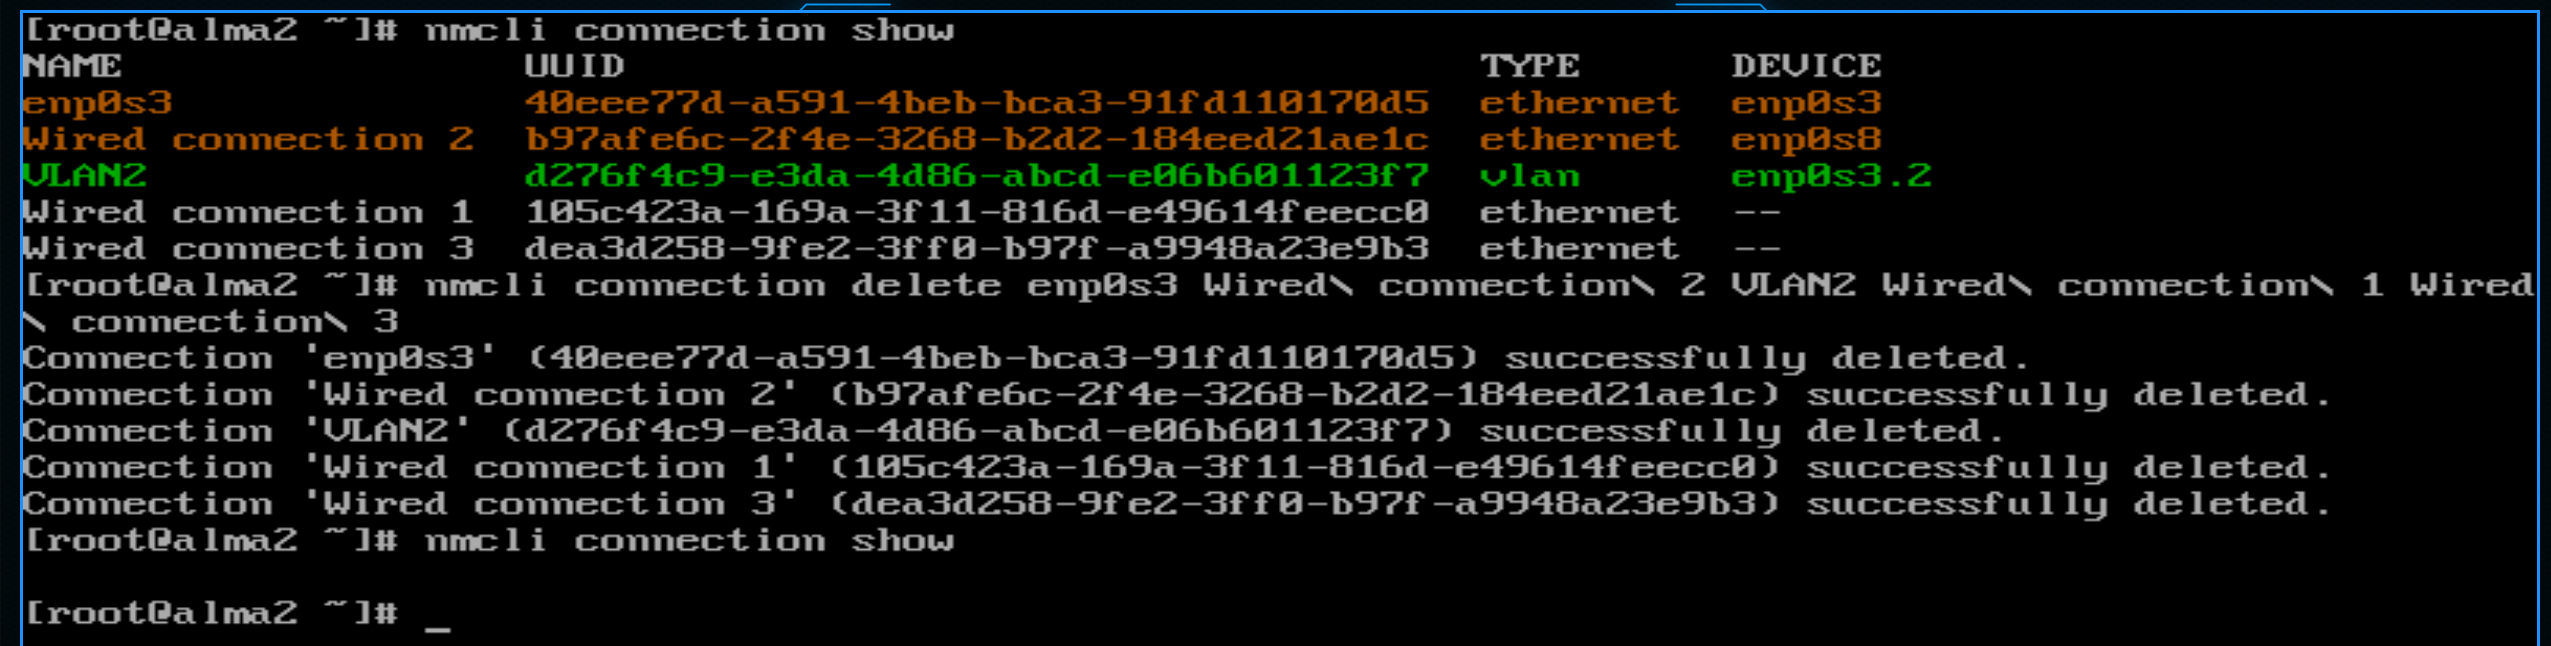 [root@alma2 ~]# nmcli connection show
NAME                UUID                                  TYPE      DEVICE
enp0s3              40eee77d-a591-4beb-bca3-91fd110170d5  ethernet  enp0s3
Wired connection 2  b97afe6c-2f4e-3268-b2d2-184eed21ae1c  ethernet  enp0s8
VLAN2               d276f4c9-e3da-4d86-abcd-e06b601123f7  vlan      enp0s3.2
Wired connection 1  105c423a-169a-3f11-816d-e49614feecc0  ethernet  --
Wired connection 3  dea3d258-9fe2-3ff0-b97f-a9948a23e9b3  ethernet  --
[root@alma2 ~]# nmcli connection delete enp0s3 Wired\ connection\ 2 VLAN2 Wired\ connection\ 1 Wired
\ connection\ 3
Connection 'enp0s3' (40eee77d-a591-4beb-bca3-91fd110170d5) successfully deleted.
Connection 'Wired connection 2' (b97afe6c-2f4e-3268-b2d2-184eed21ae1c) successfully deleted.
Connection 'VLAN2' (d276f4c9-e3da-4d86-abcd-e06b601123f7) successfully deleted.
Connection 'Wired connection 1' (105c423a-169a-3f11-816d-e49614feecc0) successfully deleted.
Connection 'Wired connection 3' (dea3d258-9fe2-3ff0-b97f-a9948a23e9b3) successfully deleted.
[root@alma2 ~]# nmcli connection show
[root@alma2 ~]# _